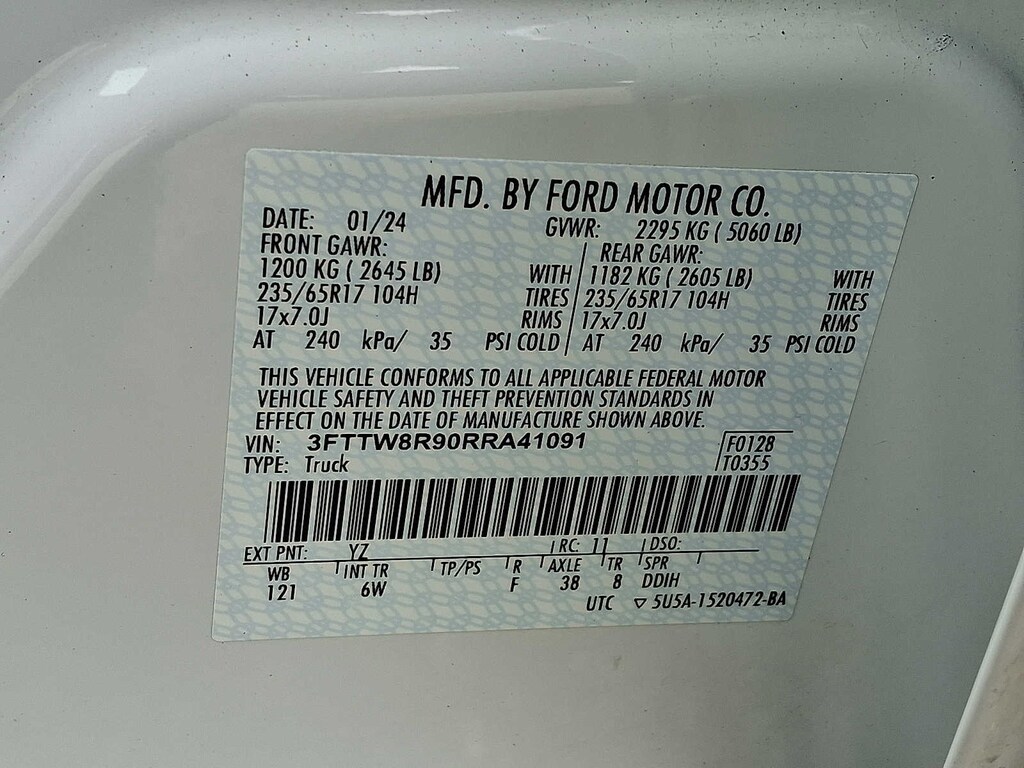 MFD. BY FORD MOTOR CO.
DATE: 01/24 GVWR: 2295 KG ( 5060 LB)
FRONT GAWR: REAR GAWR:
1200 KG ( 2645 LB) WITH 1182 KG ( 2605 LB) WITH
235/65R17 104H TIRES 235/65R17 104H TIRES
17x7.0J RIMS 17x7.0J RIMS
AT 240 kPa/ 35 PSI COLD AT 240 kPa/ 35 PSI COLD
THIS VEHICLE CONFORMS TO ALL APPLICABLE FEDERAL MOTOR
VEHICLE SAFETY AND THEFT PREVENTION STANDARDS IN
EFFECT ON THE DATE OF MANUFACTURE SHOWN ABOVE.
VIN: 3FTTW8R90RRA41091 F0128
TYPE: Truck T0355
EXT PNT: YZ RC: 11 DSO:
WB INT TR TP/PS R AXLE TR SPR
121 6W F 38 8 DDIH
UTC ▽ 5U5A-1520472-BA